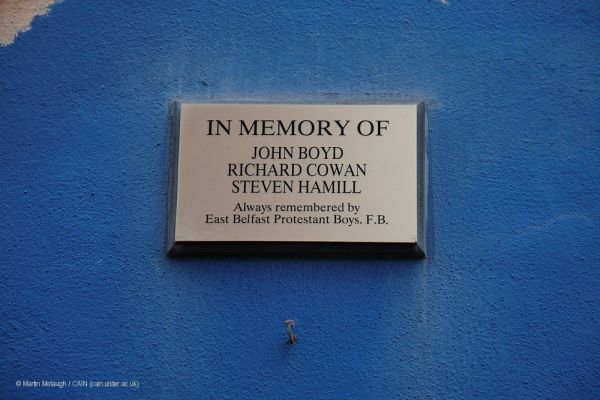 IN MEMORY OF
JOHN BOYD
RICHARD COWAN
STEVEN HAMILL
Always remembered by
East Belfast Protestant Boys. F.B.
© Martin Melaugh / CAIN (cain.ulster.ac.uk)